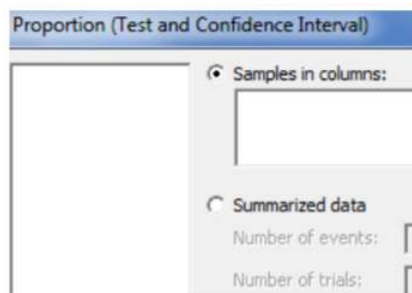 Proportion (Test and Confidence Interval)
Samples in columns:
Summarized data
Number of events:
Number of trials: